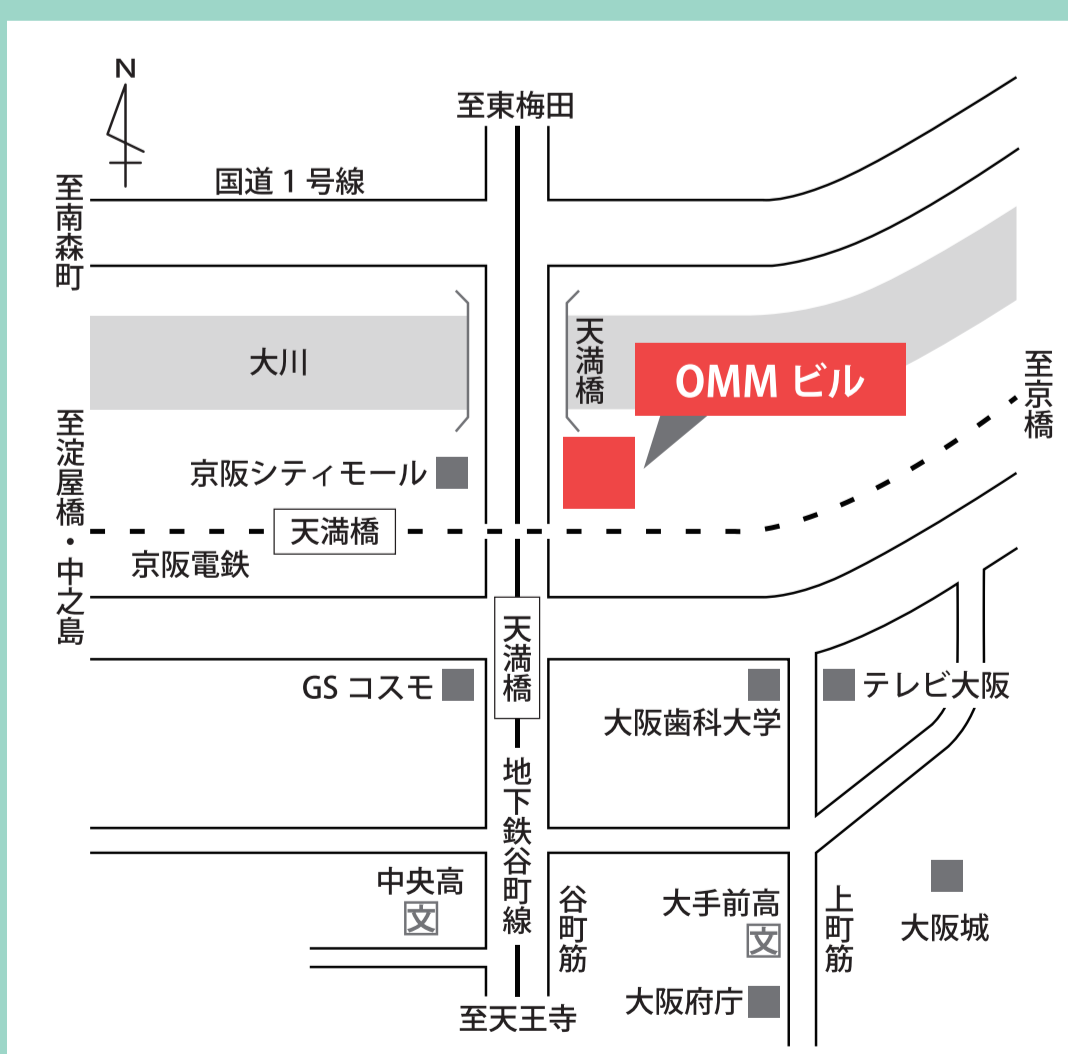 N
至東梅田
国道1号線
至南森町
大川
天満橋
OMM ビル
至京橋
至淀屋橋・中之島
京阪シティモール
天満橋
京阪電鉄
天満橋
GS コスモ
大阪歯科大学
テレビ大阪
地下鉄谷町線
中央高
文
谷町筋
大手前高
文
上町筋
大阪城
大阪府庁
至天王寺